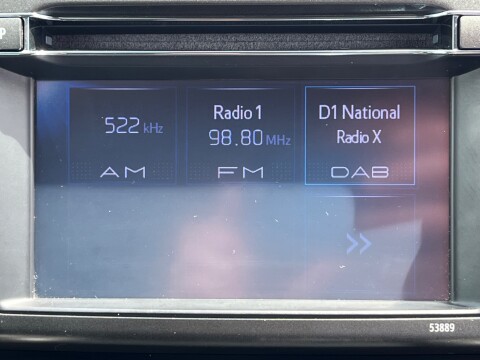 P
522 kHz
AM
Radio 1
98.80 MHz
FM
D1 National
Radio X
DAB
>>
53889